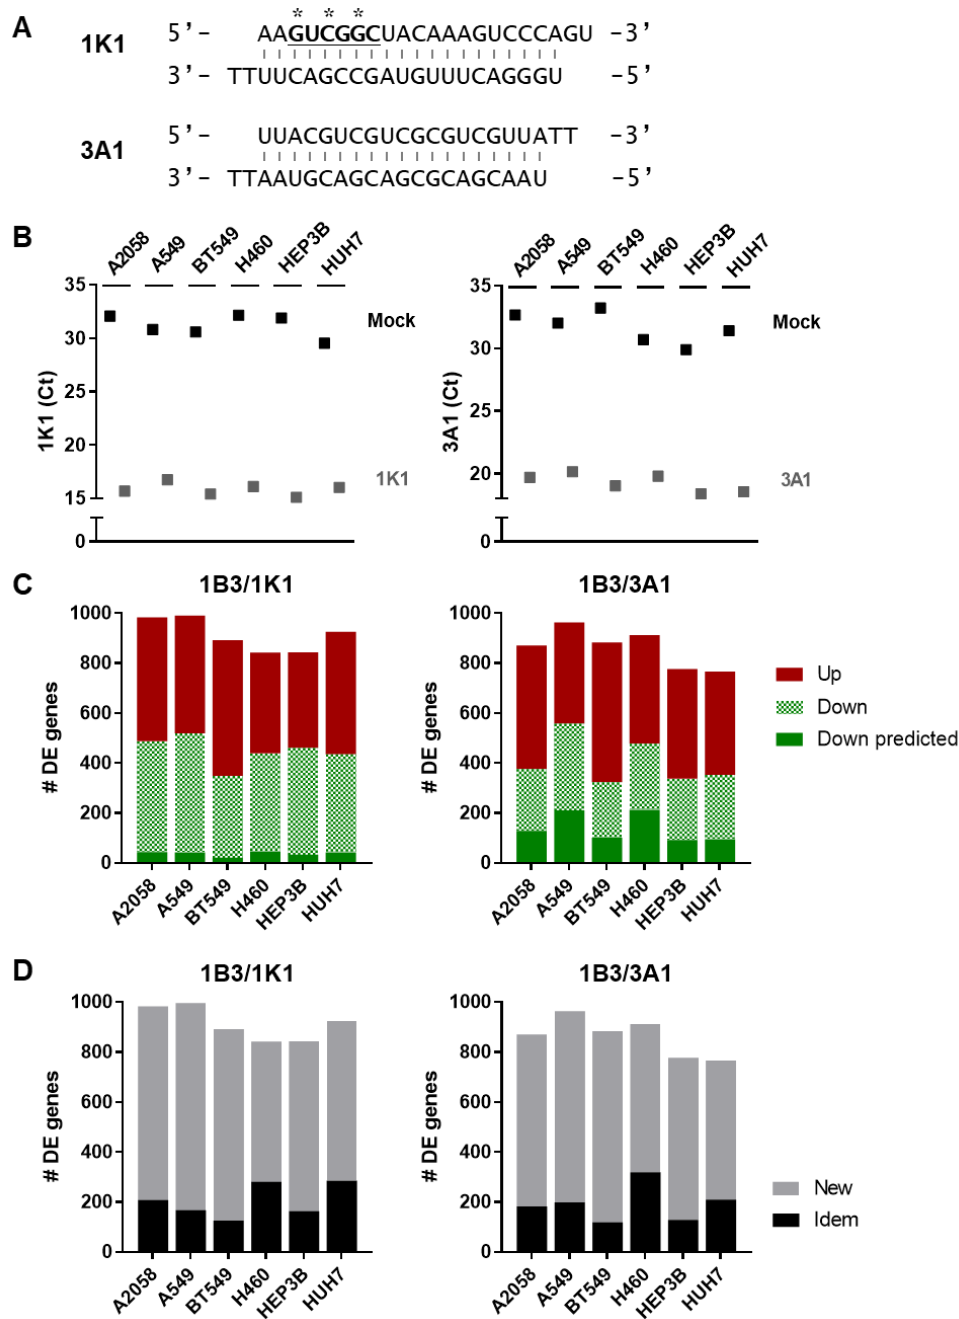 A
* * *
1K1
5’– AAGUCGGCUACAAAGUCCCAGU –3’
3’– TTUUCAGCCGAUGUUUCAGGGU –5’
3A1
5’– UUACGUCGUCGCGUCGUUATT –3’
3’– TTAAUGCAGCAGCGCAGCAAU –5’
B
A2058 A549 BT549 H460 HEP3B HUH7
1K1 (Ct)
35
30
25
20
15
0
Mock
1K1
A2058 A549 BT549 H460 HEP3B HUH7
3A1 (Ct)
35
30
25
20
0
Mock
3A1
C
1B3/1K1
# DE genes
1000
800
600
400
200
0
A2058 A549 BT549 H460 HEP3B HUH7
1B3/3A1
# DE genes
1000
800
600
400
200
0
A2058 A549 BT549 H460 HEP3B HUH7
Up
Down
Down predicted
D
1B3/1K1
# DE genes
1000
800
600
400
200
0
A2058 A549 BT549 H460 HEP3B HUH7
1B3/3A1
# DE genes
1000
800
600
400
200
0
A2058 A549 BT549 H460 HEP3B HUH7
New
Idem